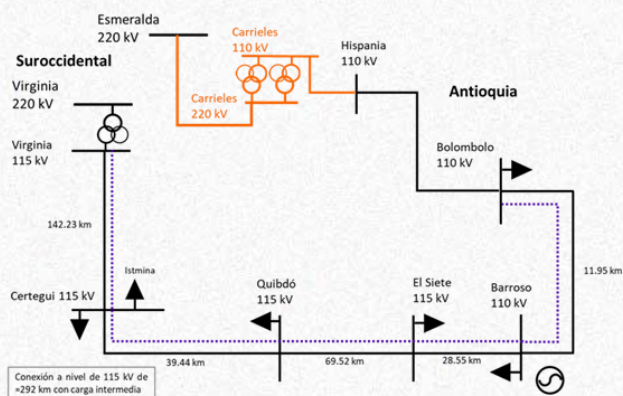 Esmeralda
220 kV
Carrieles
110 kV
Hispania
110 kV
Suroccidental
Antioquia
Virginia
220 kV
Carrieles
220 kV
Virginia
115 kV
Bolombolo
110 kV
142.23 km
11.95 km
Istmina
Quibdó
115 kV
El Siete
115 kV
Barroso
110 kV
Certegui 115 kV
39.44 km
69.52 km
28.55 km
Conexión a nivel de 115 kV de
≈292 km con carga intermedia